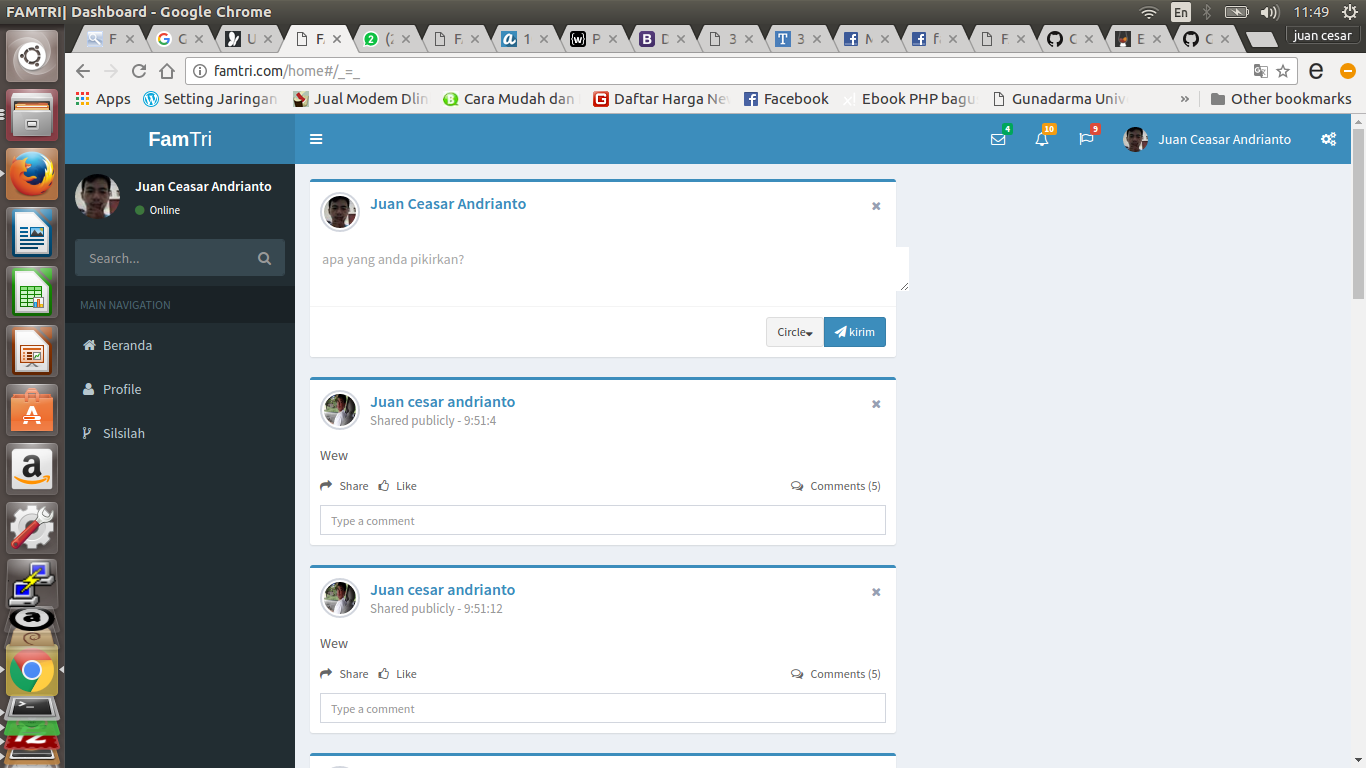 FAMTRI| Dashboard - Google Chrome
En
11:49
juan cesar
F
G
U
F
(2
F
1
P
D
3
3
M
f
F
C
E
C
famtri.com/home#/_=_
Apps
Setting Jaringan
Jual Modem Dlin
Cara Mudah dan
Daftar Harga Ne
Facebook
Ebook PHP bagu
Gunadarma Univ
»
Other bookmarks
FamTri
4
10
9
Juan Ceasar Andrianto
Juan Ceasar Andrianto
Online
Search...
MAIN NAVIGATION
Beranda
Profile
Silsilah
Juan Ceasar Andrianto
apa yang anda pikirkan?
Circle
kirim
Juan cesar andrianto
Shared publicly - 9:51:4
Wew
Share Like Comments (5)
Type a comment
Juan cesar andrianto
Shared publicly - 9:51:12
Wew
Share Like Comments (5)
Type a comment